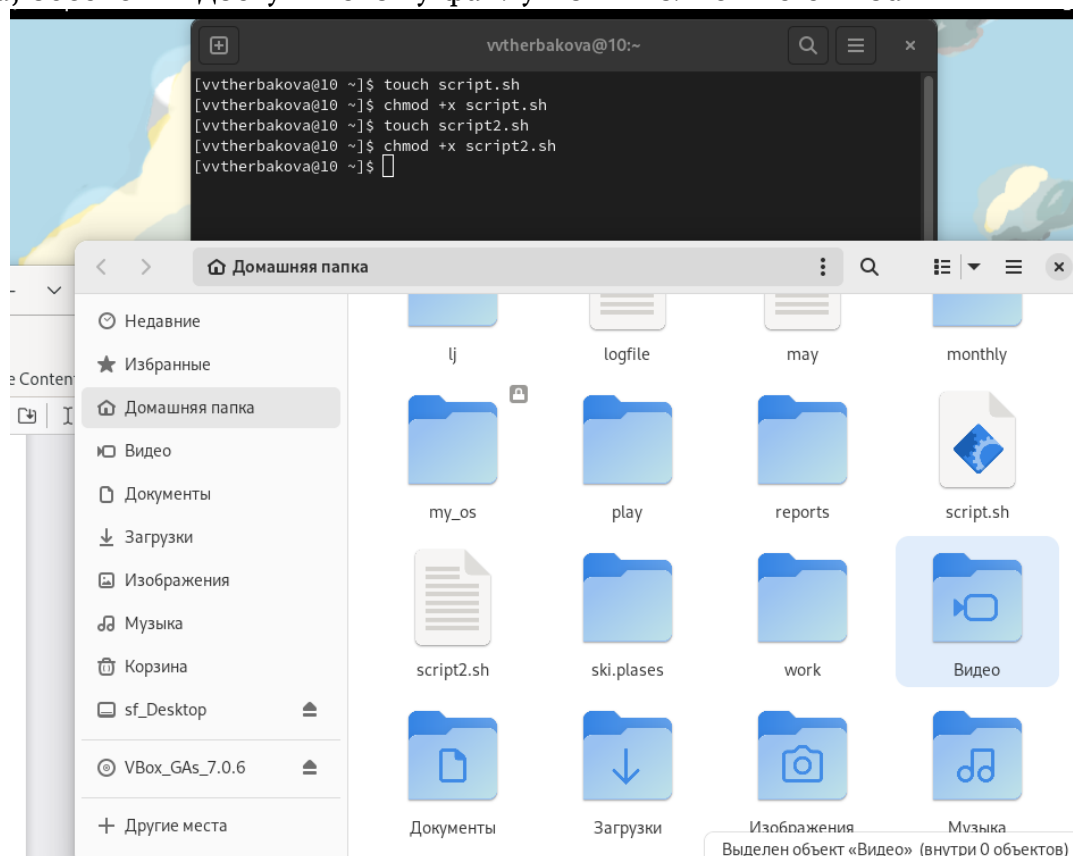 vvtherbakova@10:~
[vvtherbakova@10 ~]$ touch script.sh
[vvtherbakova@10 ~]$ chmod +x script.sh
[vvtherbakova@10 ~]$ touch script2.sh
[vvtherbakova@10 ~]$ chmod +x script2.sh
[vvtherbakova@10 ~]$
Домашняя папка
e Conten
Недавние
Избранные
Домашняя папка
Видео
Документы
Загрузки
Изображения
Музыка
Корзина
sf_Desktop
VBox_GAs_7.0.6
Другие места
lj logfile may monthly
my_os play reports script.sh
script2.sh ski.plases work Видео
Документы Загрузки Изображения Музыка
Выделен объект «Видео» (внутри 0 объектов)